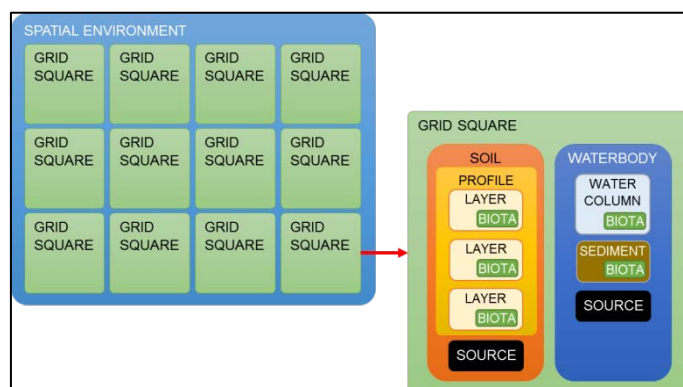 SPATIAL ENVIRONMENT
GRID
SQUARE
GRID
SQUARE
GRID
SQUARE
GRID
SQUARE
GRID
SQUARE
GRID
SQUARE
GRID
SQUARE
GRID
SQUARE
GRID
SQUARE
GRID
SQUARE
GRID
SQUARE
GRID
SQUARE
GRID SQUARE
SOIL
PROFILE
LAYER
BIOTA
LAYER
BIOTA
LAYER
BIOTA
SOURCE
WATERBODY
WATER
COLUMN
BIOTA
SEDIMENT
BIOTA
SOURCE